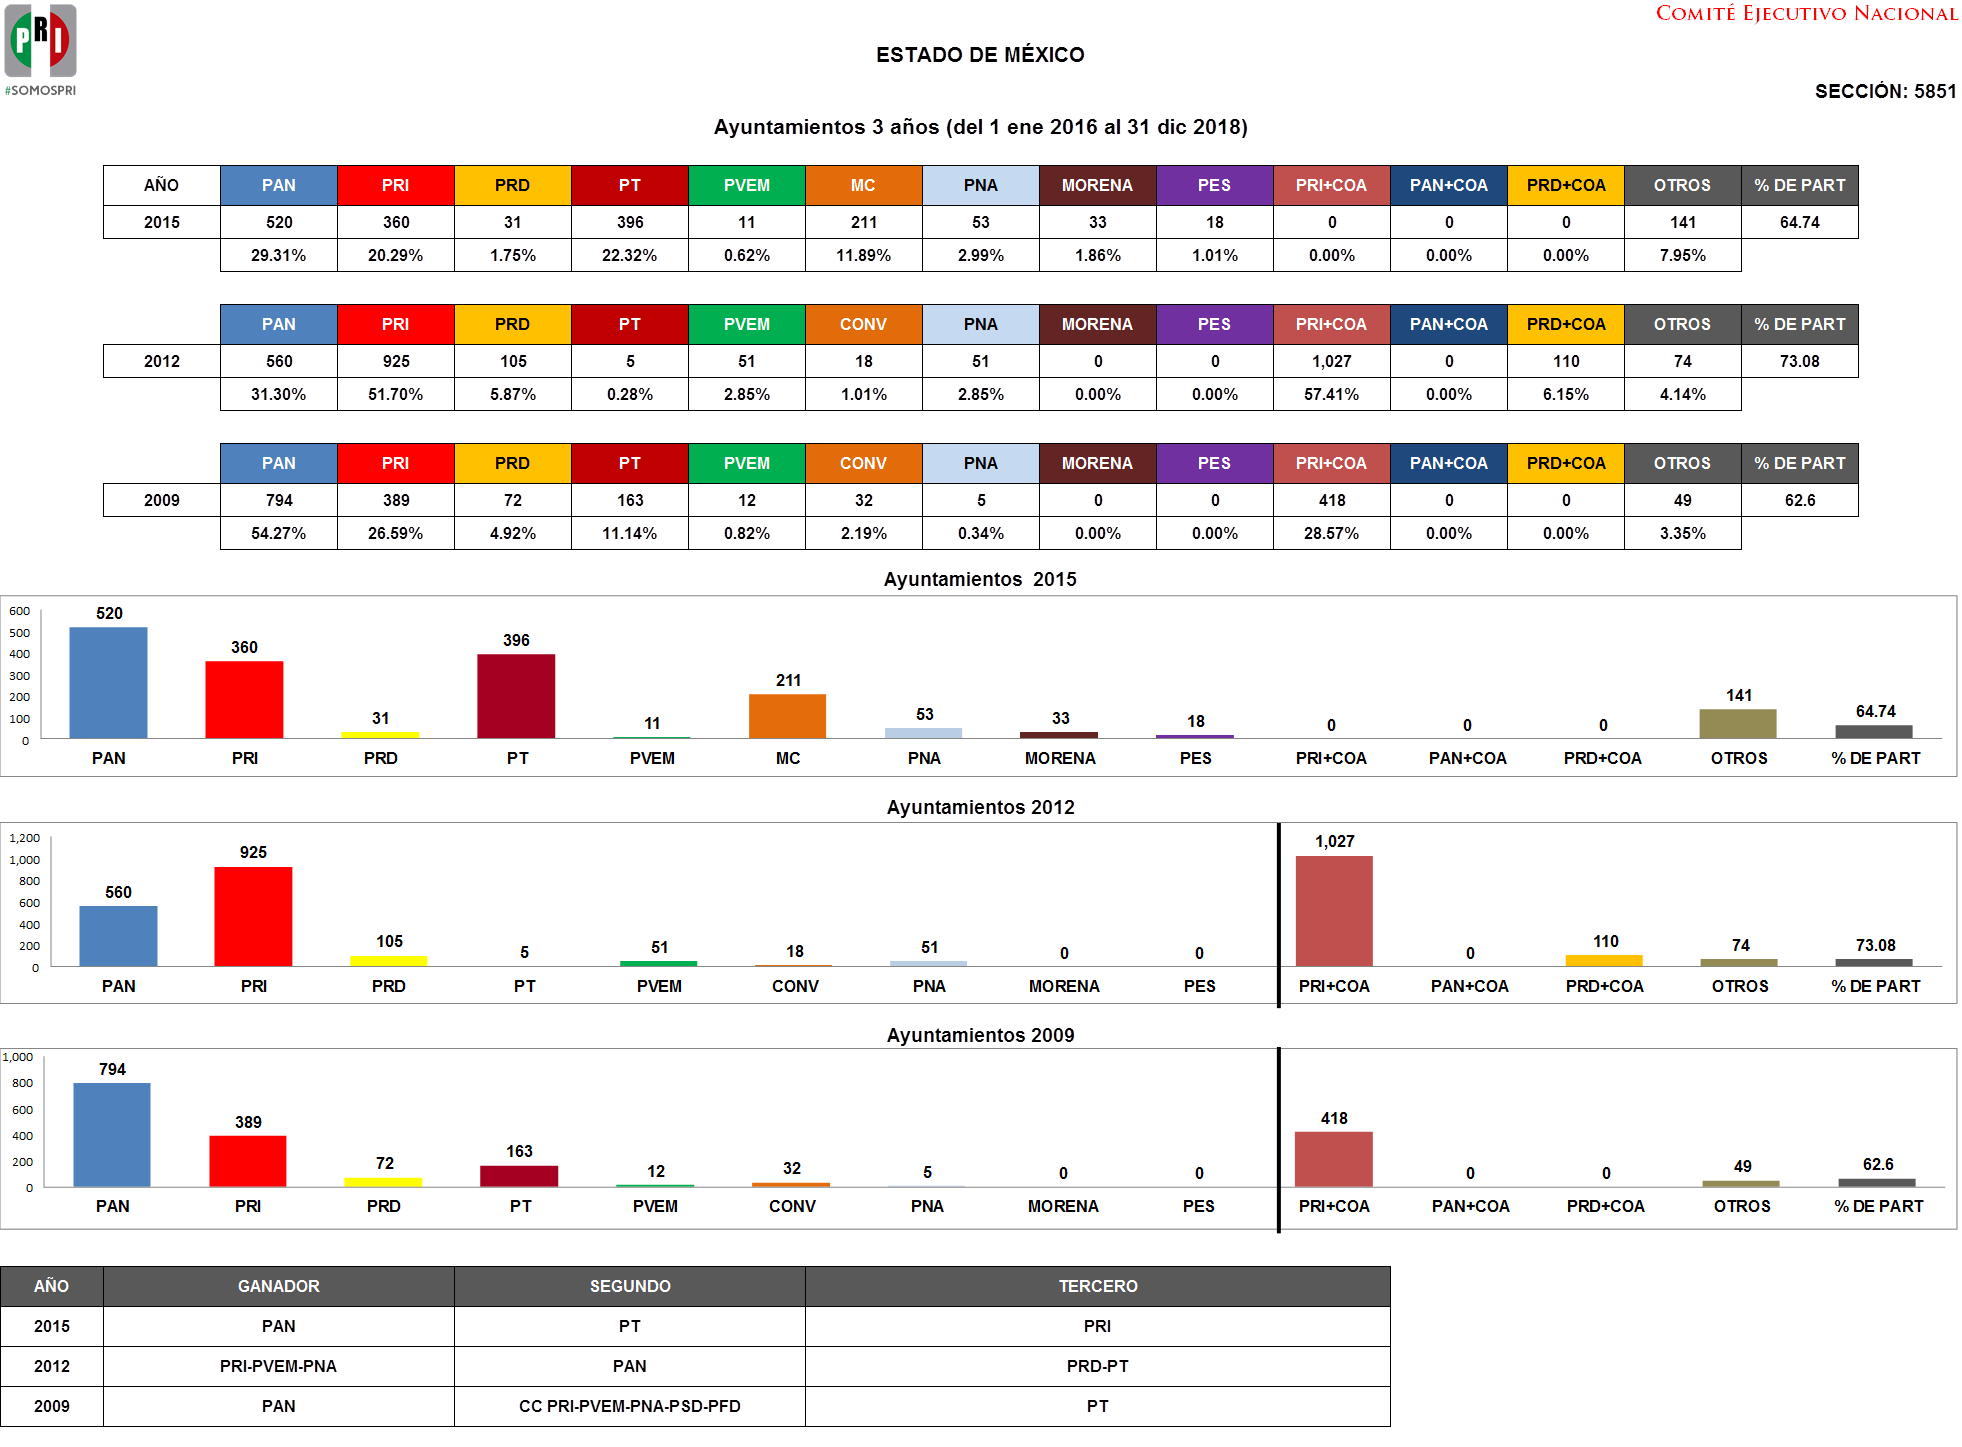 PRI
#SOMOSPRI
COMITÉ EJECUTIVO NACIONAL
ESTADO DE MÉXICO
SECCIÓN: 5851
Ayuntamientos 3 años (del 1 ene 2016 al 31 dic 2018)
AÑO PAN PRI PRD PT PVEM MC PNA MORENA PES PRI+COA PAN+COA PRD+COA OTROS % DE PART
2015 520 360 31 396 11 211 53 33 18 0 0 0 141 64.74
29.31% 20.29% 1.75% 22.32% 0.62% 11.89% 2.99% 1.86% 1.01% 0.00% 0.00% 0.00% 7.95%
PAN PRI PRD PT PVEM CONV PNA MORENA PES PRI+COA PAN+COA PRD+COA OTROS % DE PART
2012 560 925 105 5 51 18 51 0 0 1,027 0 110 74 73.08
31.30% 51.70% 5.87% 0.28% 2.85% 1.01% 2.85% 0.00% 0.00% 57.41% 0.00% 6.15% 4.14%
PAN PRI PRD PT PVEM CONV PNA MORENA PES PRI+COA PAN+COA PRD+COA OTROS % DE PART
2009 794 389 72 163 12 32 5 0 0 418 0 0 49 62.6
54.27% 26.59% 4.92% 11.14% 0.82% 2.19% 0.34% 0.00% 0.00% 28.57% 0.00% 0.00% 3.35%
Ayuntamientos 2015
600
500
400
300
200
100
0
520 360 31 396 11 211 53 33 18 0 0 0 141 64.74
PAN PRI PRD PT PVEM MC PNA MORENA PES PRI+COA PAN+COA PRD+COA OTROS % DE PART
Ayuntamientos 2012
1,200
1,000
800
600
400
200
0
560 925 105 5 51 18 51 0 0 1,027 0 110 74 73.08
PAN PRI PRD PT PVEM CONV PNA MORENA PES PRI+COA PAN+COA PRD+COA OTROS % DE PART
Ayuntamientos 2009
1,000
800
600
400
200
0
794 389 72 163 12 32 5 0 0 418 0 0 49 62.6
PAN PRI PRD PT PVEM CONV PNA MORENA PES PRI+COA PAN+COA PRD+COA OTROS % DE PART
AÑO GANADOR SEGUNDO TERCERO
2015 PAN PT PRI
2012 PRI-PVEM-PNA PAN PRD-PT
2009 PAN CC PRI-PVEM-PNA-PSD-PFD PT